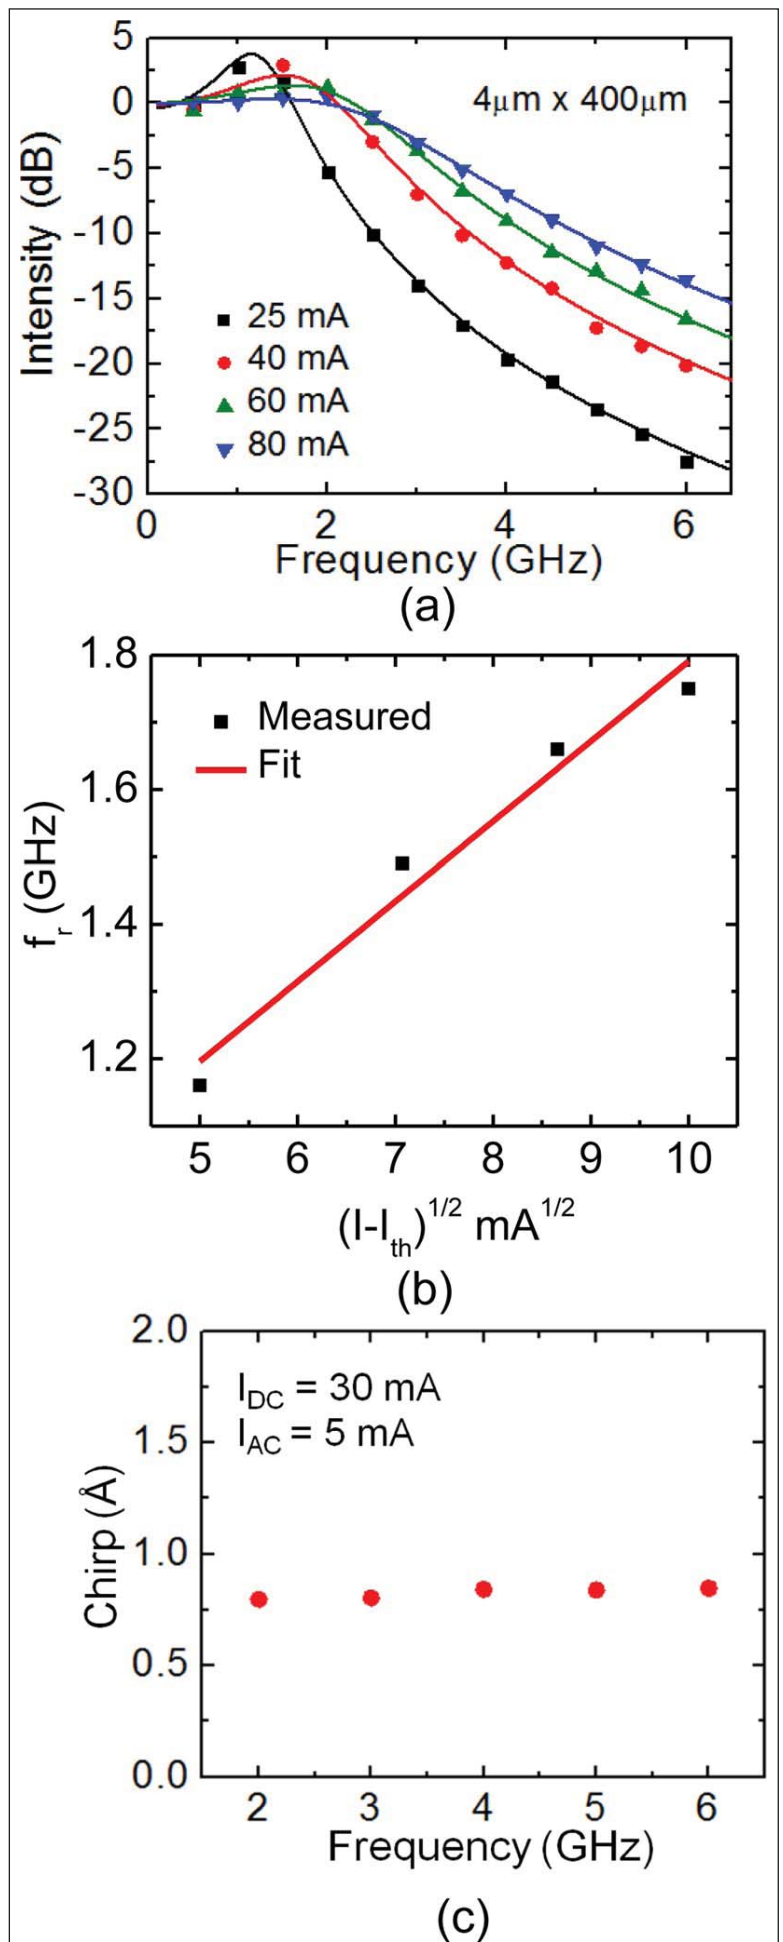 5
0
-5
-10
-15
-20
-25
-30
Intensity (dB)
4μm x 400μm
25 mA
40 mA
60 mA
80 mA
0 2 4 6
Frequency (GHz)
(a)
1.8
1.6
1.4
1.2
f_r (GHz)
Measured
Fit
5 6 7 8 9 10
(I-I_th)^1/2 mA^1/2
(b)
2.0
1.5
1.0
0.5
0.0
Chirp (Å)
I_DC = 30 mA
I_AC = 5 mA
2 3 4 5 6
Frequency (GHz)
(c)